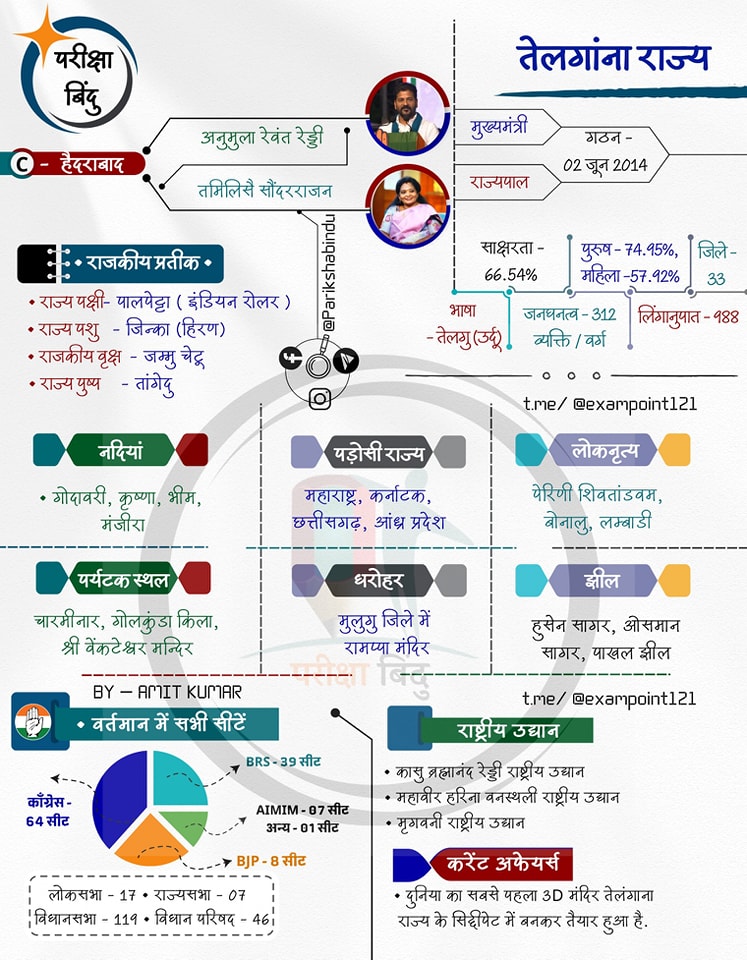 परीक्षा
बिंदु
तेलगांना राज्य
C - हैदराबाद
अनुमुला रेवंत रेड्डी
तमिलिसै सौंदरराजन
मुख्यमंत्री
राज्यपाल
गठन -
02 जून 2014
@Parikshabindu
• राजकीय प्रतीक •
• राज्य पक्षी- पालपेट्टा ( इंडियन रोलर )
• राज्य पशु - जिन्का (हिरण)
• राजकीय वृक्ष - जम्मु चेट्टू
• राज्य पुष्प - तांगेदु
साक्षरता -
66.54%
पुरुष - 74.95%,
महिला -57.92%
जिले -
33
भाषा
- तेलगु (उर्दू)
जनघनत्व - 312
व्यक्ति / वर्ग
लिंगानुपात - 988
t.me/ @exampoint121
नदियां
• गोदावरी, कृष्णा, भीम,
मंजीरा
पड़ोसी राज्य
महाराष्ट्र, कर्नाटक,
छत्तीसगढ़, आंध्र प्रदेश
लोकनृत्य
पेरिणी शिवतांडवम,
बोनालु, लम्बाडी
पर्यटक स्थल
चारमीनार, गोलकुंडा किला,
श्री वेंकटेश्वर मन्दिर
धरोहर
मुलुगु जिले में
रामप्पा मंदिर
झील
हुसेन सागर, ओसमान
सागर, पाखल झील
परीक्षा बिंदु
BY – AMIT KUMAR
t.me/ @exampoint121
• वर्तमान में सभी सीटें
BRS - 39 सीट
काँग्रेस -
64 सीट
AIMIM - 07 सीट
अन्य - 01 सीट
BJP - 8 सीट
लोकसभा - 17 • राज्यसभा - 07
विधानसभा - 119 • विधान परिषद - 46
राष्ट्रीय उद्यान
• कासु ब्रह्मानंद रेड्डी राष्ट्रीय उद्यान
• महावीर हरिना वनस्थली राष्ट्रीय उद्यान
• मृगवनी राष्ट्रीय उद्यान
करेंट अफेयर्स
• दुनिया का सबसे पहला 3D मंदिर तेलंगाना
राज्य के सिद्दीपेट में बनकर तैयार हुआ है.